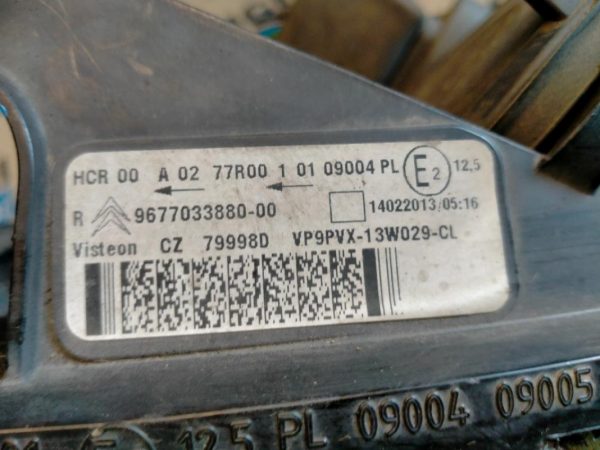 HCR 00 A 02 77R00 1 01 09004 PL E2 12,5
R 9677033880-00 14022013/05:16
Visteon CZ 79998D VP9PVX-13W029-CL
12.5 PL 09004 09005